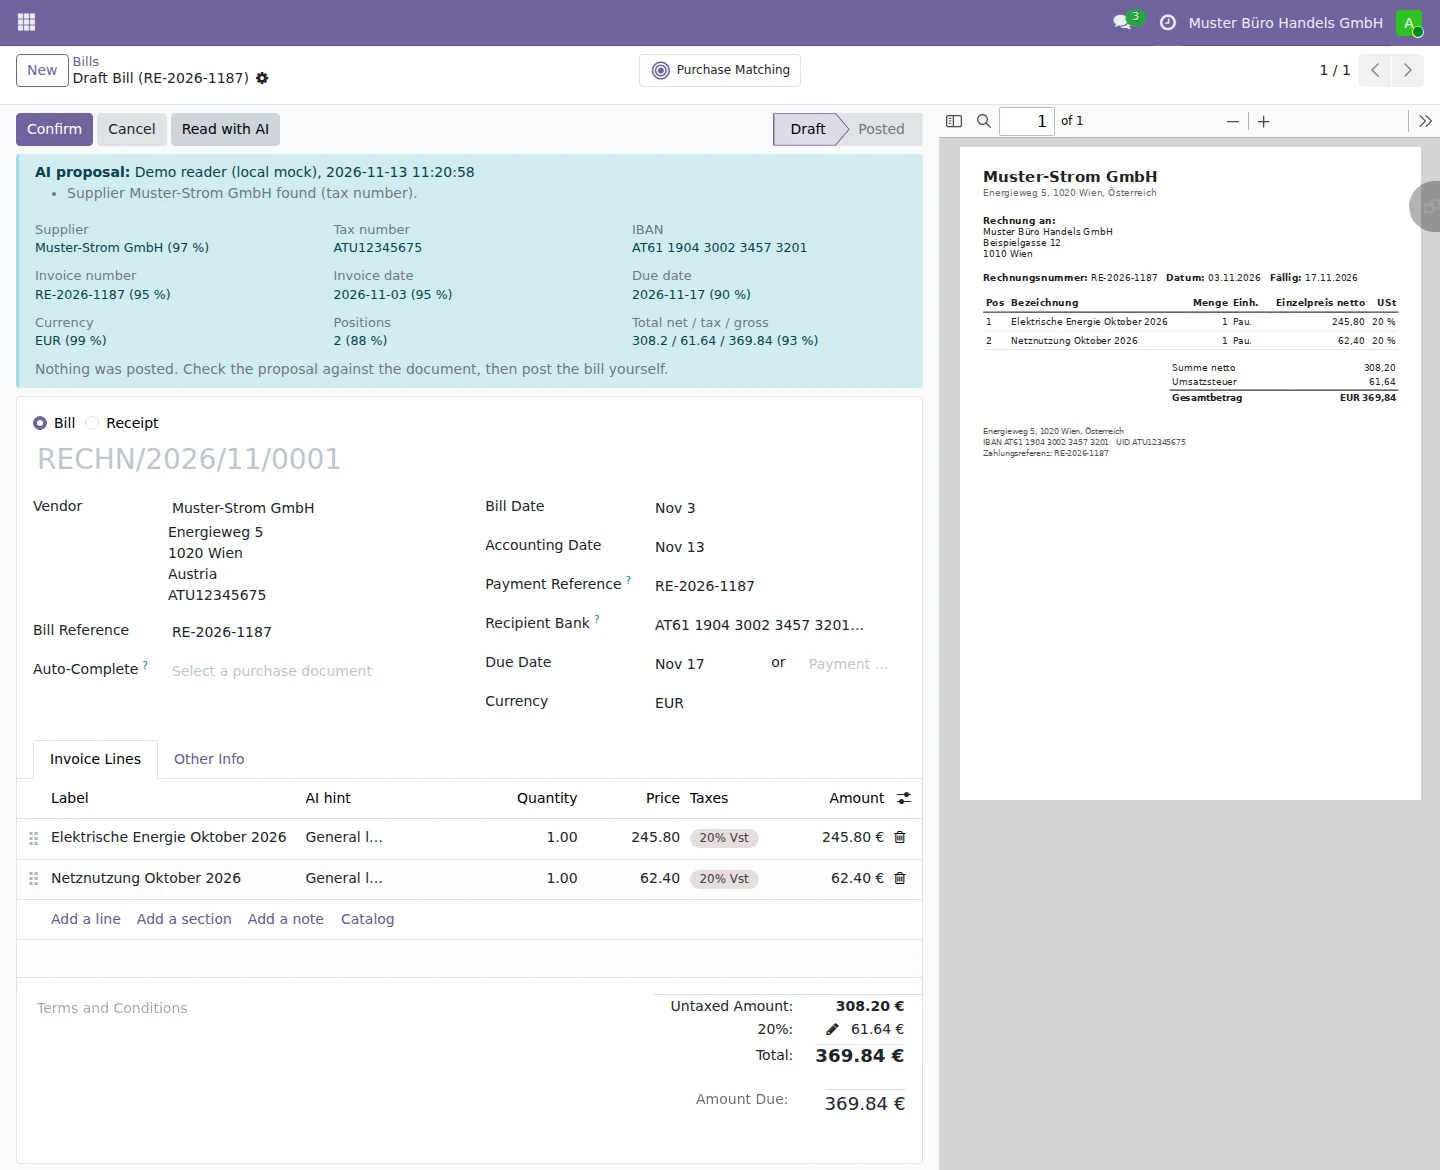 3
Muster Büro Handels GmbH
A
New
Bills
Draft Bill (RE-2026-1187)
Purchase Matching
1 / 1
Confirm
Cancel
Read with AI
Draft
Posted
AI proposal: Demo reader (local mock), 2026-11-13 11:20:58
• Supplier Muster-Strom GmbH found (tax number).
Supplier
Muster-Strom GmbH (97 %)
Tax number
ATU12345675
IBAN
AT61 1904 3002 3457 3201
Invoice number
RE-2026-1187 (95 %)
Invoice date
2026-11-03 (95 %)
Due date
2026-11-17 (90 %)
Currency
EUR (99 %)
Positions
2 (88 %)
Total net / tax / gross
308.2 / 61.64 / 369.84 (93 %)
Nothing was posted. Check the proposal against the document, then post the bill yourself.
Bill
Receipt
RECHN/2026/11/0001
Vendor
Muster-Strom GmbH
Energieweg 5
1020 Wien
Austria
ATU12345675
Bill Reference
RE-2026-1187
Auto-Complete ?
Select a purchase document
Bill Date
Nov 3
Accounting Date
Nov 13
Payment Reference ?
RE-2026-1187
Recipient Bank ?
AT61 1904 3002 3457 3201...
Due Date
Nov 17
or
Payment ...
Currency
EUR
Invoice Lines
Other Info
Label AI hint Quantity Price Taxes Amount
Elektrische Energie Oktober 2026 General l... 1.00 245.80 20% Vst 245.80 €
Netznutzung Oktober 2026 General l... 1.00 62.40 20% Vst 62.40 €
Add a line Add a section Add a note Catalog
Terms and Conditions
Untaxed Amount: 308.20 €
20%: 61.64 €
Total: 369.84 €
Amount Due: 369.84 €
1 of 1
Muster-Strom GmbH
Energieweg 5, 1020 Wien, Österreich
Rechnung an:
Muster Büro Handels GmbH
Beispielgasse 12
1010 Wien
Rechnungsnummer: RE-2026-1187 Datum: 03.11.2026 Fällig: 17.11.2026
Pos Bezeichnung Menge Einh. Einzelpreis netto USt
1 Elektrische Energie Oktober 2026 1 Pau. 245,80 20 %
2 Netznutzung Oktober 2026 1 Pau. 62,40 20 %
Summe netto 308,20
Umsatzsteuer 61,64
Gesamtbetrag EUR 369,84
Energieweg 5, 1020 Wien, Österreich
IBAN AT61 1904 3002 3457 3201 UID ATU12345675
Zahlungsreferenz: RE-2026-1187